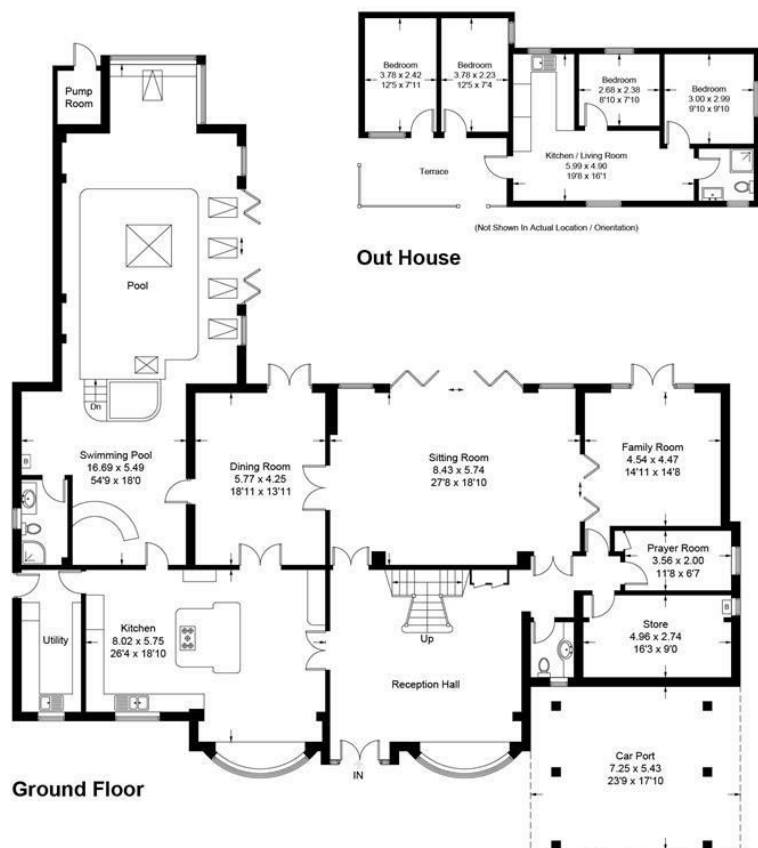 Pump
Room
Bedroom
3.78 x 2.42
12'5 x 7'11
Bedroom
3.78 x 2.23
12'5 x 7'4
Bedroom
2.68 x 2.38
8'10 x 7'10
Bedroom
3.00 x 2.99
9'10 x 9'10
Kitchen / Living Room
5.99 x 4.90
19'8 x 16'1
Terrace
(Not Shown In Actual Location / Orientation)
Out House
Pool
Dn
Swimming Pool
16.69 x 5.49
54'9 x 18'0
Dining Room
5.77 x 4.25
18'11 x 13'11
Sitting Room
8.43 x 5.74
27'8 x 18'10
Family Room
4.54 x 4.47
14'11 x 14'8
Prayer Room
3.56 x 2.00
11'8 x 6'7
Store
4.96 x 2.74
16'3 x 9'0
Utility
Kitchen
8.02 x 5.75
26'4 x 18'10
Up
Reception Hall
IN
Car Port
7.25 x 5.43
23'9 x 17'10
Ground Floor